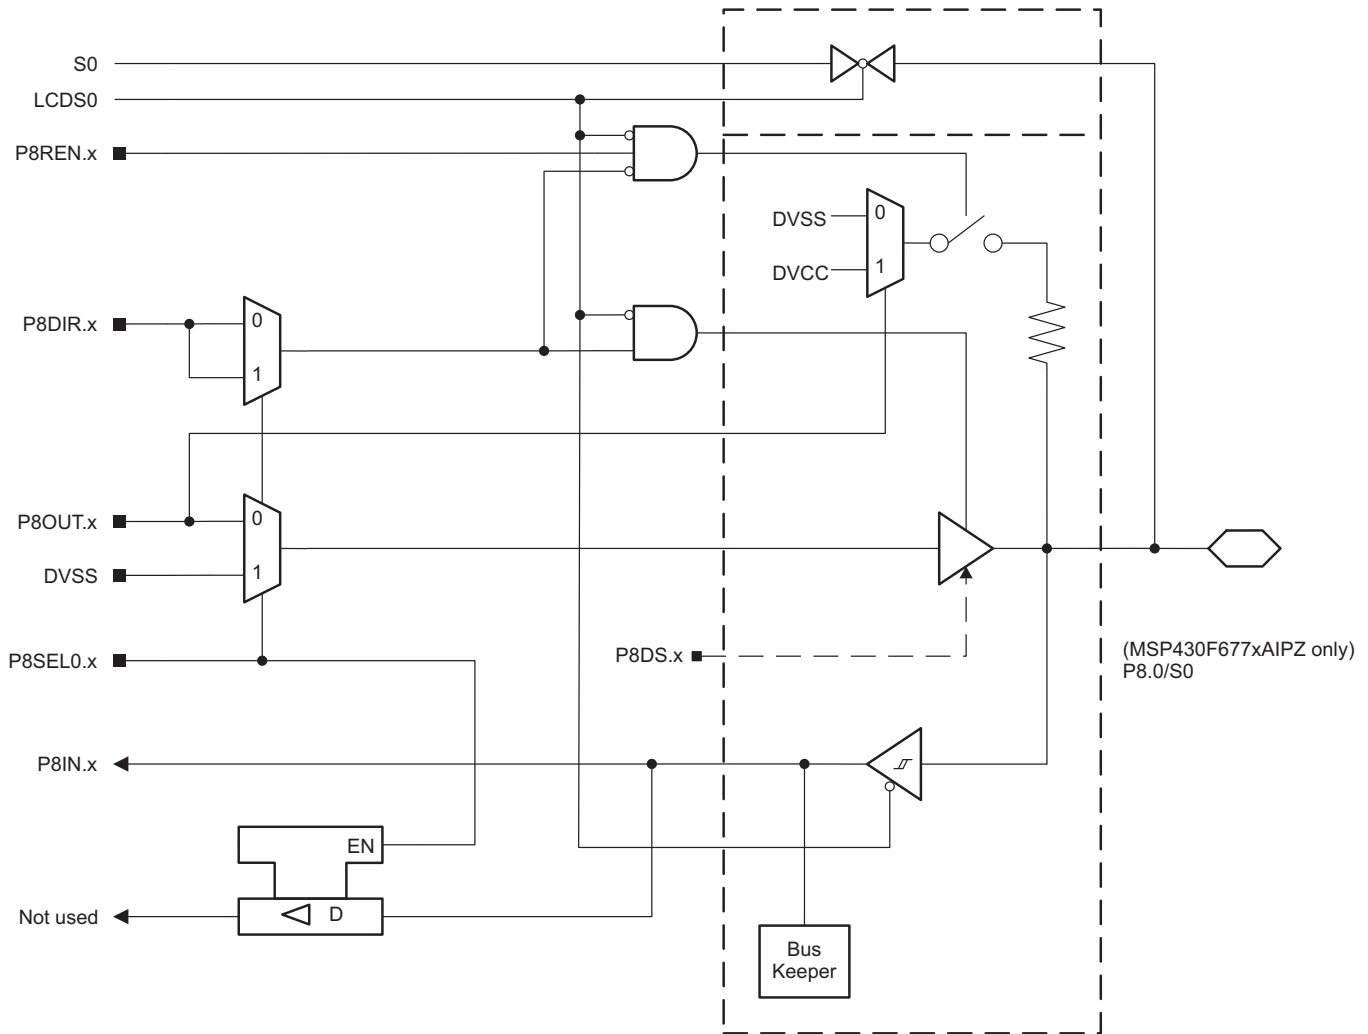 S0
LCDS0
P8REN.x
DVSS
0
DVCC
1
P8DIR.x
0
1
P8OUT.x
0
DVSS
1
P8SEL0.x
P8DS.x
(MSP430F677xAIPZ only)
P8.0/S0
P8IN.x
EN
Not used
D
Bus
Keeper